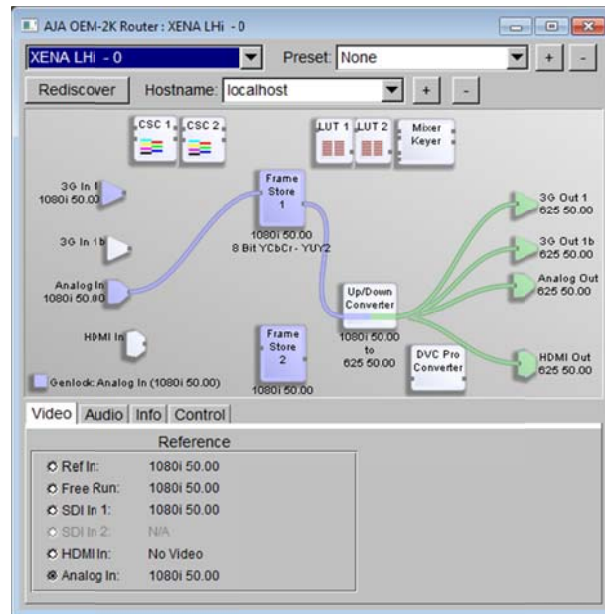 AJA OEM-2K Router : XENA LHi - 0
XENA LHi - 0
Preset: None
+ -
Rediscover
Hostname: localhost
+ -
CSC 1
CSC 2
LUT 1
LUT 2
Mixer
Keyer
3G In 1
1080i 50.00
3G In 1b
Analog In
1080i 50.00
HDMI In
Frame
Store
1
1080i 50.00
8 Bit YCbCr - YUY2
Frame
Store
2
1080i 50.00
Up/Down
Converter
1080i 50.00
to
625 50.00
DVC Pro
Converter
3G Out 1
625 50.00
3G Out 1b
625 50.00
Analog Out
625 50.00
HDMI Out
625 50.00
Genlock: Analog In (1080i 50.00)
Video Audio Info Control
Reference
Ref In: 1080i 50.00
Free Run: 1080i 50.00
SDI In 1: 1080i 50.00
SDI In 2: N/A
HDMI In: No Video
Analog In: 1080i 50.00